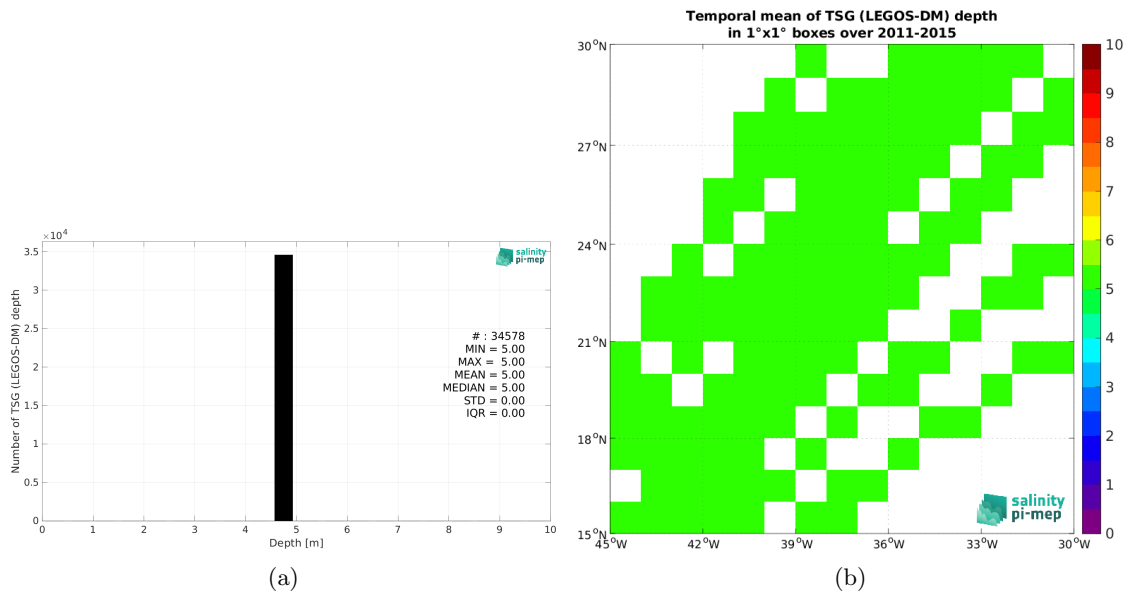 ×10⁴
3.5
3
2.5
2
1.5
1
0.5
0
Number of TSG (LEGOS-DM) depth
salinity
pi-mep
# : 34578
MIN = 5.00
MAX = 5.00
MEAN = 5.00
MEDIAN = 5.00
STD = 0.00
IQR = 0.00
0 1 2 3 4 5 6 7 8 9 10
Depth [m]
(a)
Temporal mean of TSG (LEGOS-DM) depth
in 1°x1° boxes over 2011-2015
30°N
27°N
24°N
21°N
18°N
15°N
45°W 42°W 39°W 36°W 33°W 30°W
salinity
pi-mep
10
9
8
7
6
5
4
3
2
1
0
(b)